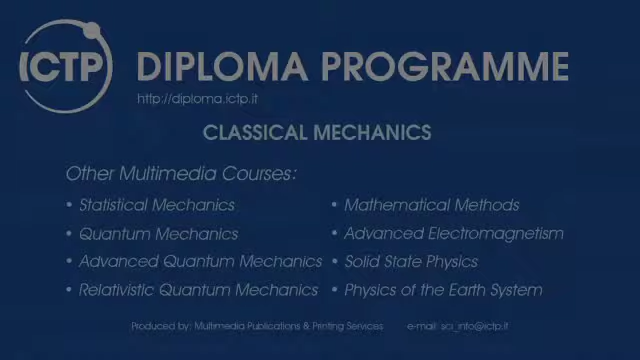 ICTP
DIPLOMA PROGRAMME
http://diploma.ictp.it
CLASSICAL MECHANICS
Other Multimedia Courses:
• Statistical Mechanics
• Quantum Mechanics
• Advanced Quantum Mechanics
• Relativistic Quantum Mechanics
• Mathematical Methods
• Advanced Electromagnetism
• Solid State Physics
• Physics of the Earth System
Produced by: Multimedia Publications & Printing Services e-mail: sci_info@ictp.it